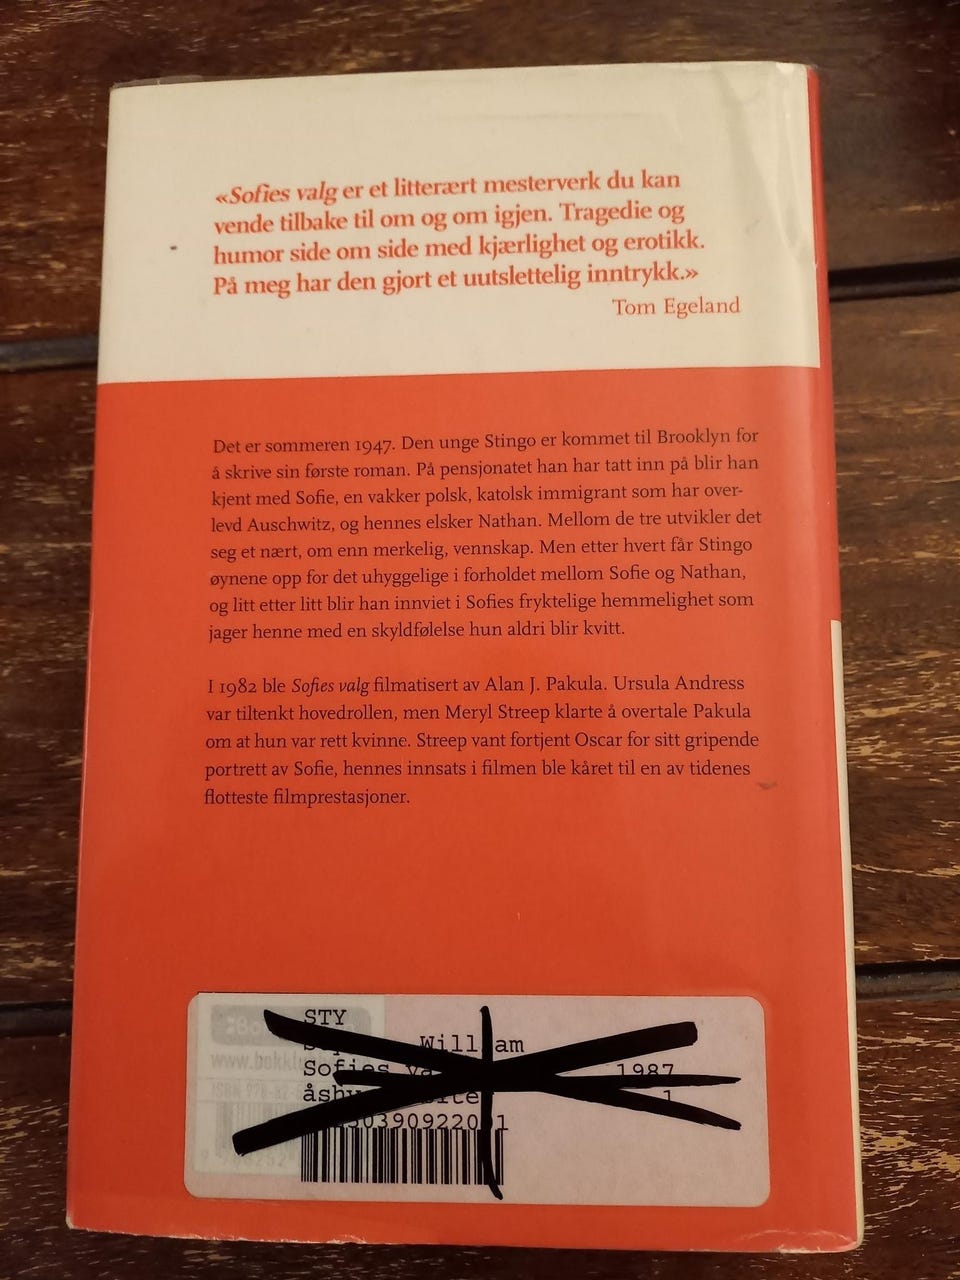 «Sofies valg er et litterært mesterverk du kan
vende tilbake til om og om igjen. Tragedie og
humor side om side med kjærlighet og erotikk.
På meg har den gjort et uutslettelig inntrykk.»
Tom Egeland
Det er sommeren 1947. Den unge Stingo er kommet til Brooklyn for
å skrive sin første roman. På pensjonatet han har tatt inn på blir han
kjent med Sofie, en vakker polsk, katolsk immigrant som har over-
levd Auschwitz, og hennes elsker Nathan. Mellom de tre utvikler det
seg et nært, om enn merkelig, vennskap. Men etter hvert får Stingo
øynene opp for det uhyggelige i forholdet mellom Sofie og Nathan,
og litt etter litt blir han innviet i Sofies fryktelige hemmelighet som
jager henne med en skyldfølelse hun aldri blir kvitt.
I 1982 ble Sofies valg filmatisert av Alan J. Pakula. Ursula Andress
var tiltenkt hovedrollen, men Meryl Streep klarte å overtale Pakula
om at hun var rett kvinne. Streep vant fortjent Oscar for sitt gripende
portrett av Sofie, hennes innsats i filmen ble kåret til en av tidenes
flotteste filmprestasjoner.
STY
William
Sofies 1987
1